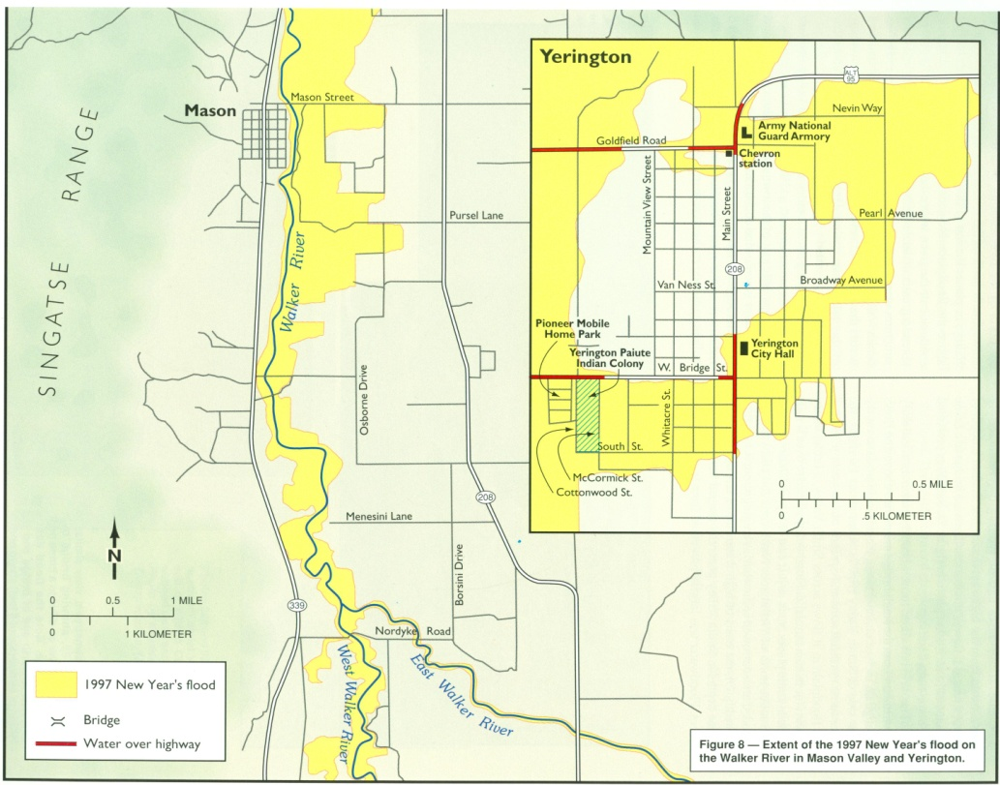 Yerington
ALT
95
Nevin Way
Army National
Guard Armory
Goldfield Road
Chevron
station
Mountain View Street
Main Street
Pearl Avenue
208
Van Ness St.
Broadway Avenue
Pioneer Mobile
Home Park
Yerington Paiute
Indian Colony
Yerington
City Hall
W. Bridge St.
Whitacre St.
South St.
McCormick St.
Cottonwood St.
0 0.5 MILE
0 .5 KILOMETER
Mason Street
Mason
SINGATSE RANGE
Pursel Lane
Walker River
Osborne Drive
208
Menesini Lane
N
Borsini Drive
0 0.5 1 MILE
0 1 KILOMETER
339
Nordyke Road
West Walker River
East Walker River
1997 New Year's flood
Bridge
Water over highway
Figure 8 — Extent of the 1997 New Year's flood on
the Walker River in Mason Valley and Yerington.